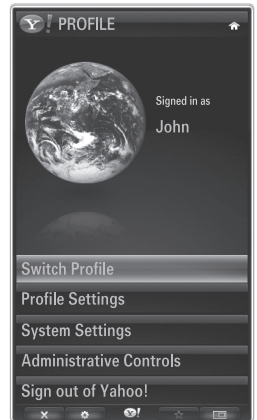 Y! PROFILE
Signed in as
John
Switch Profile
Profile Settings
System Settings
Administrative Controls
Sign out of Yahoo!
Y!